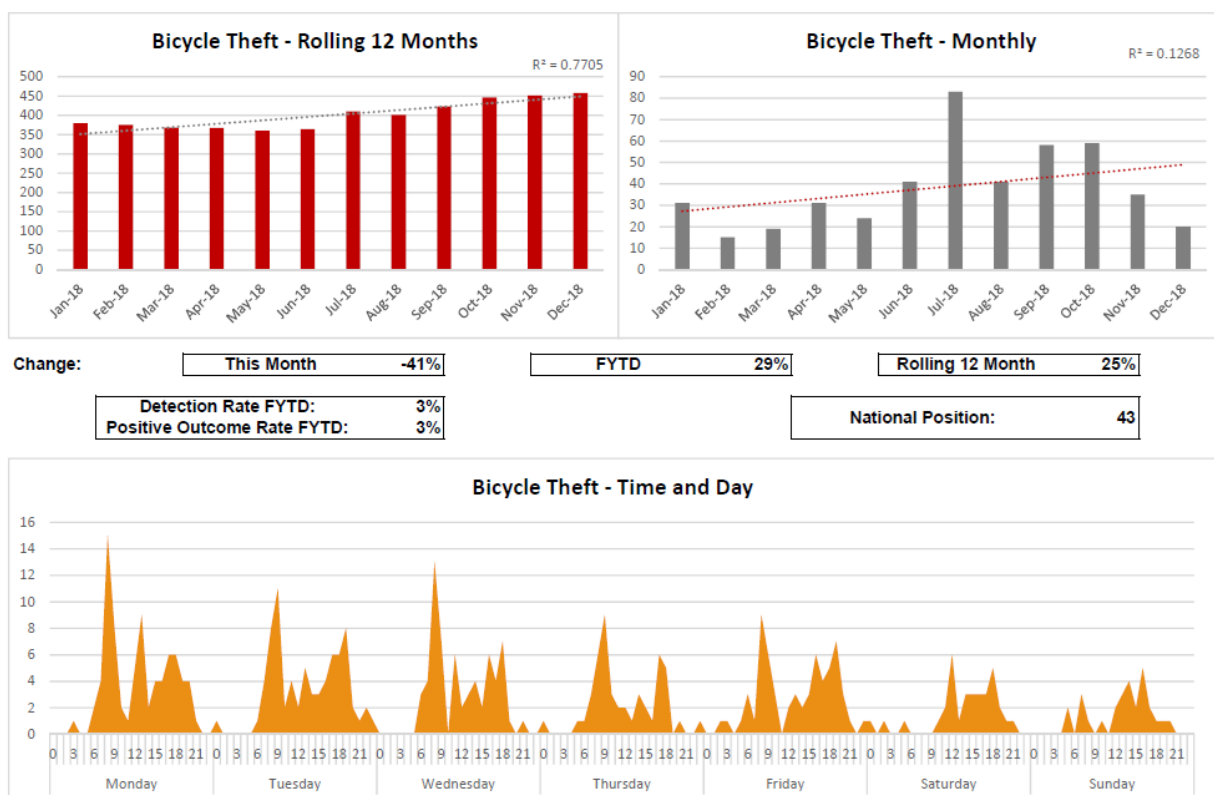 Bicycle Theft - Rolling 12 Months
R² = 0.7705
500
450
400
350
300
250
200
150
100
50
0
Jan-18 Feb-18 Mar-18 Apr-18 May-18 Jun-18 Jul-18 Aug-18 Sep-18 Oct-18 Nov-18 Dec-18
Bicycle Theft - Monthly
R² = 0.1268
90
80
70
60
50
40
30
20
10
0
Jan-18 Feb-18 Mar-18 Apr-18 May-18 Jun-18 Jul-18 Aug-18 Sep-18 Oct-18 Nov-18 Dec-18
Change: This Month -41% FYTD 29% Rolling 12 Month 25%
Detection Rate FYTD: 3%
Positive Outcome Rate FYTD: 3%
National Position: 43
Bicycle Theft - Time and Day
16
14
12
10
8
6
4
2
0
0 3 6 9 12 15 18 21 0 3 6 9 12 15 18 21 0 3 6 9 12 15 18 21 0 3 6 9 12 15 18 21 0 3 6 9 12 15 18 21 0 3 6 9 12 15 18 21 0 3 6 9 12 15 18 21
Monday Tuesday Wednesday Thursday Friday Saturday Sunday